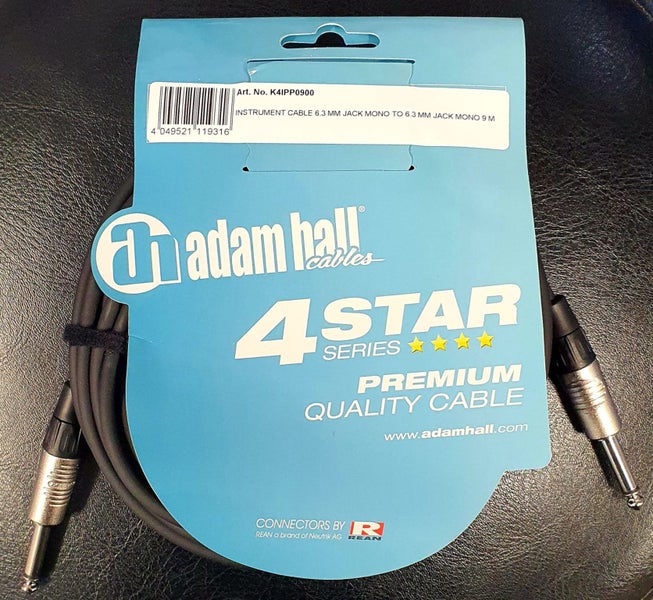 Art. No. K4IPP0900
INSTRUMENT CABLE 6.3 MM JACK MONO TO 6.3 MM JACK MONO 9 M
4 049521 119316
ah adam hall®
cables
4 STAR
SERIES
PREMIUM
QUALITY CABLE
www.adamhall.com
CONNECTORS BY R
REAN a brand of Neutrik AG REAN